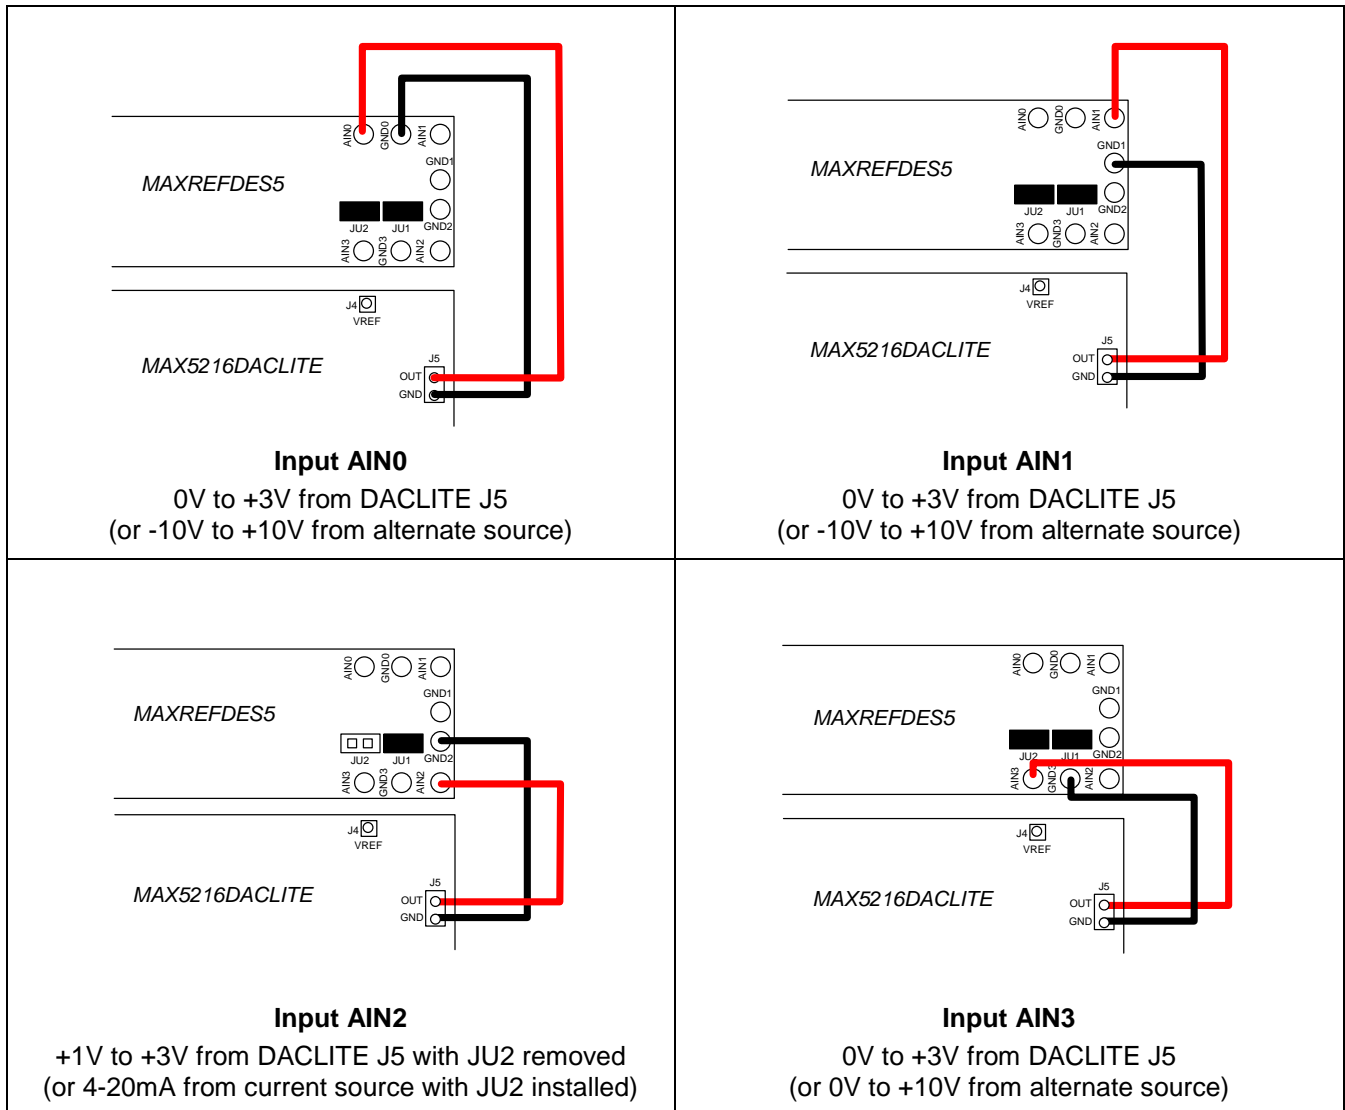 AIN0
GND0
AIN1
GND1
MAXREFDES5
JU2
JU1
GND2
AIN3
GND3
AIN2
J4
VREF
MAX5216DACLITE
J5
OUT
GND
Input AIN0
0V to +3V from DACLITE J5
(or -10V to +10V from alternate source)
AIN0
GND0
AIN1
GND1
MAXREFDES5
JU2
JU1
GND2
AIN3
GND3
AIN2
J4
VREF
MAX5216DACLITE
J5
OUT
GND
Input AIN1
0V to +3V from DACLITE J5
(or -10V to +10V from alternate source)
AIN0
GND0
AIN1
GND1
MAXREFDES5
JU2
JU1
GND2
AIN3
GND3
AIN2
J4
VREF
MAX5216DACLITE
J5
OUT
GND
Input AIN2
+1V to +3V from DACLITE J5 with JU2 removed
(or 4-20mA from current source with JU2 installed)
AIN0
GND0
AIN1
GND1
MAXREFDES5
JU2
JU1
GND2
AIN3
GND3
AIN2
J4
VREF
MAX5216DACLITE
J5
OUT
GND
Input AIN3
0V to +3V from DACLITE J5
(or 0V to +10V from alternate source)